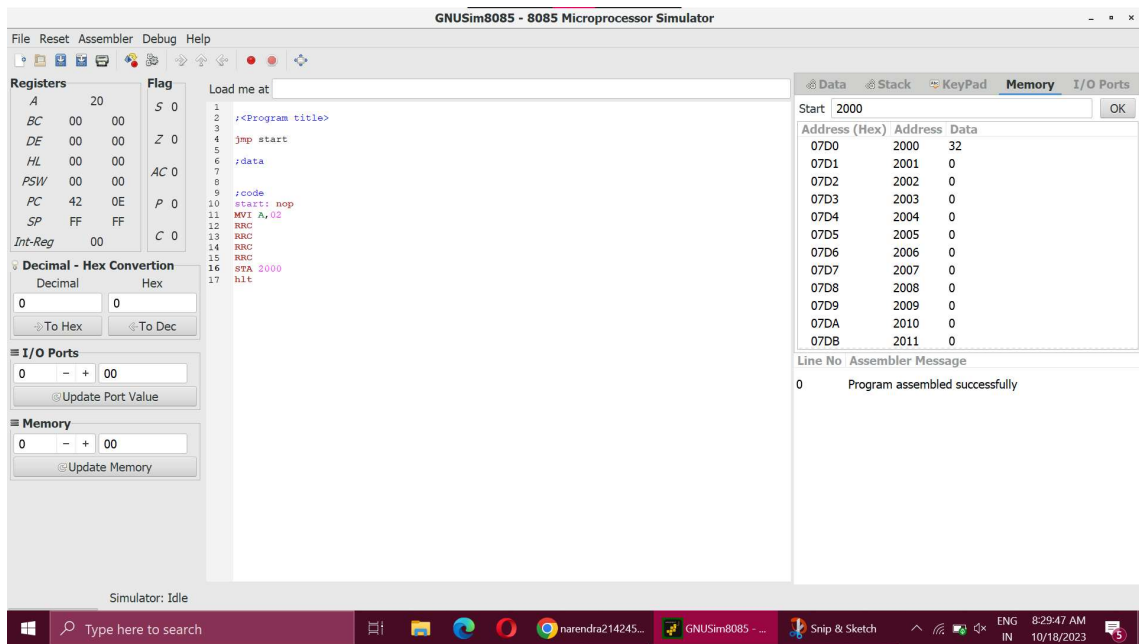 GNUSim8085 - 8085 Microprocessor Simulator
File Reset Assembler Debug Help
Registers
A 20
BC 00 00
DE 00 00
HL 00 00
PSW 00 00
PC 42 0E
SP FF FF
Int-Reg 00
Flag
S 0
Z 0
AC 0
P 0
C 0
Decimal - Hex Convertion
Decimal Hex
0 0
To Hex To Dec
I/O Ports
0 - + 00
Update Port Value
Memory
0 - + 00
Update Memory
Load me at
1
2 ;<Program title>
3
4 jmp start
5
6 ;data
7
8
9 ;code
10 start: nop
11 MVI A,02
12 RRC
13 RRC
14 RRC
15 RRC
16 STA 2000
17 hlt
Data Stack KeyPad Memory I/O Ports
Start 2000 OK
Address (Hex) Address Data
07D0 2000 32
07D1 2001 0
07D2 2002 0
07D3 2003 0
07D4 2004 0
07D5 2005 0
07D6 2006 0
07D7 2007 0
07D8 2008 0
07D9 2009 0
07DA 2010 0
07DB 2011 0
Line No Assembler Message
0 Program assembled successfully
Simulator: Idle
Type here to search
narendra214245...
GNUSim8085 - ...
Snip & Sketch
ENG
IN
8:29:47 AM
10/18/2023
5